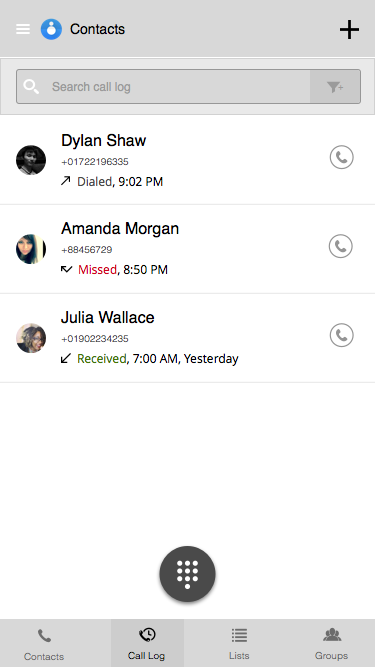 Contacts
Search call log
Dylan Shaw
+01722196335
Dialed, 9:02 PM
Amanda Morgan
+88456729
Missed, 8:50 PM
Julia Wallace
+01902234235
Received, 7:00 AM, Yesterday
Contacts
Call Log
Lists
Groups